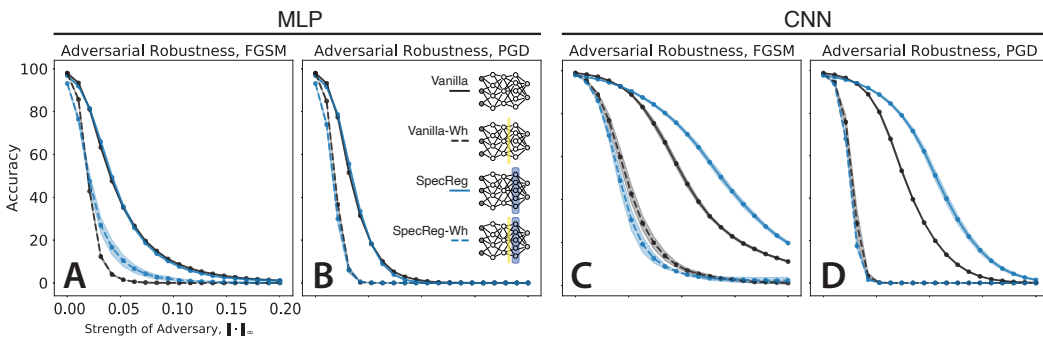 MLP
CNN
Adversarial Robustness, FGSM
Adversarial Robustness, PGD
Adversarial Robustness, FGSM
Adversarial Robustness, PGD
100
80
60
40
20
0
Accuracy
Vanilla
Vanilla-Wh
SpecReg
SpecReg-Wh
A
B
C
D
0.00
0.05
0.10
0.15
0.20
Strength of Adversary, ‖·‖∞